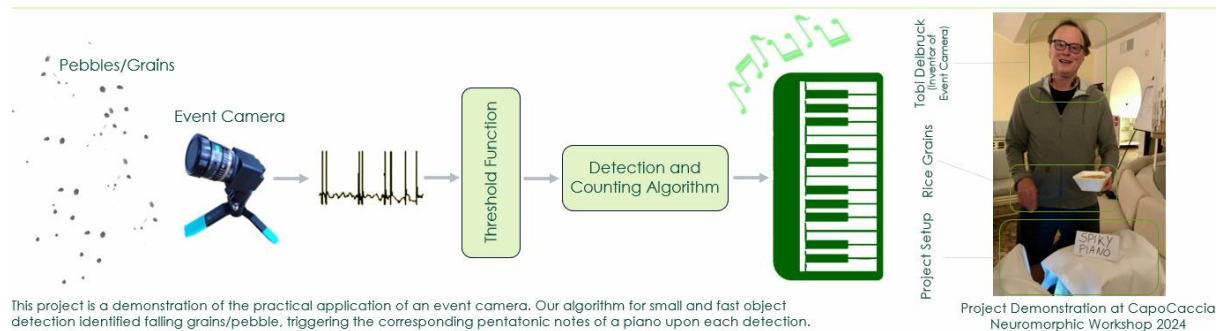 Pebbles/Grains
Event Camera
Threshold Function
Detection and
Counting Algorithm
Tobi Delbruck
(Inventor of
Event Camera)
Rice Grains
Project Setup
SPIKY
PIANO
This project is a demonstration of the practical application of an event camera. Our algorithm for small and fast object
detection identified falling grains/pebble, triggering the corresponding pentatonic notes of a piano upon each detection.
Project Demonstration at CapoCaccia
Neuromorphic Workshop 2024